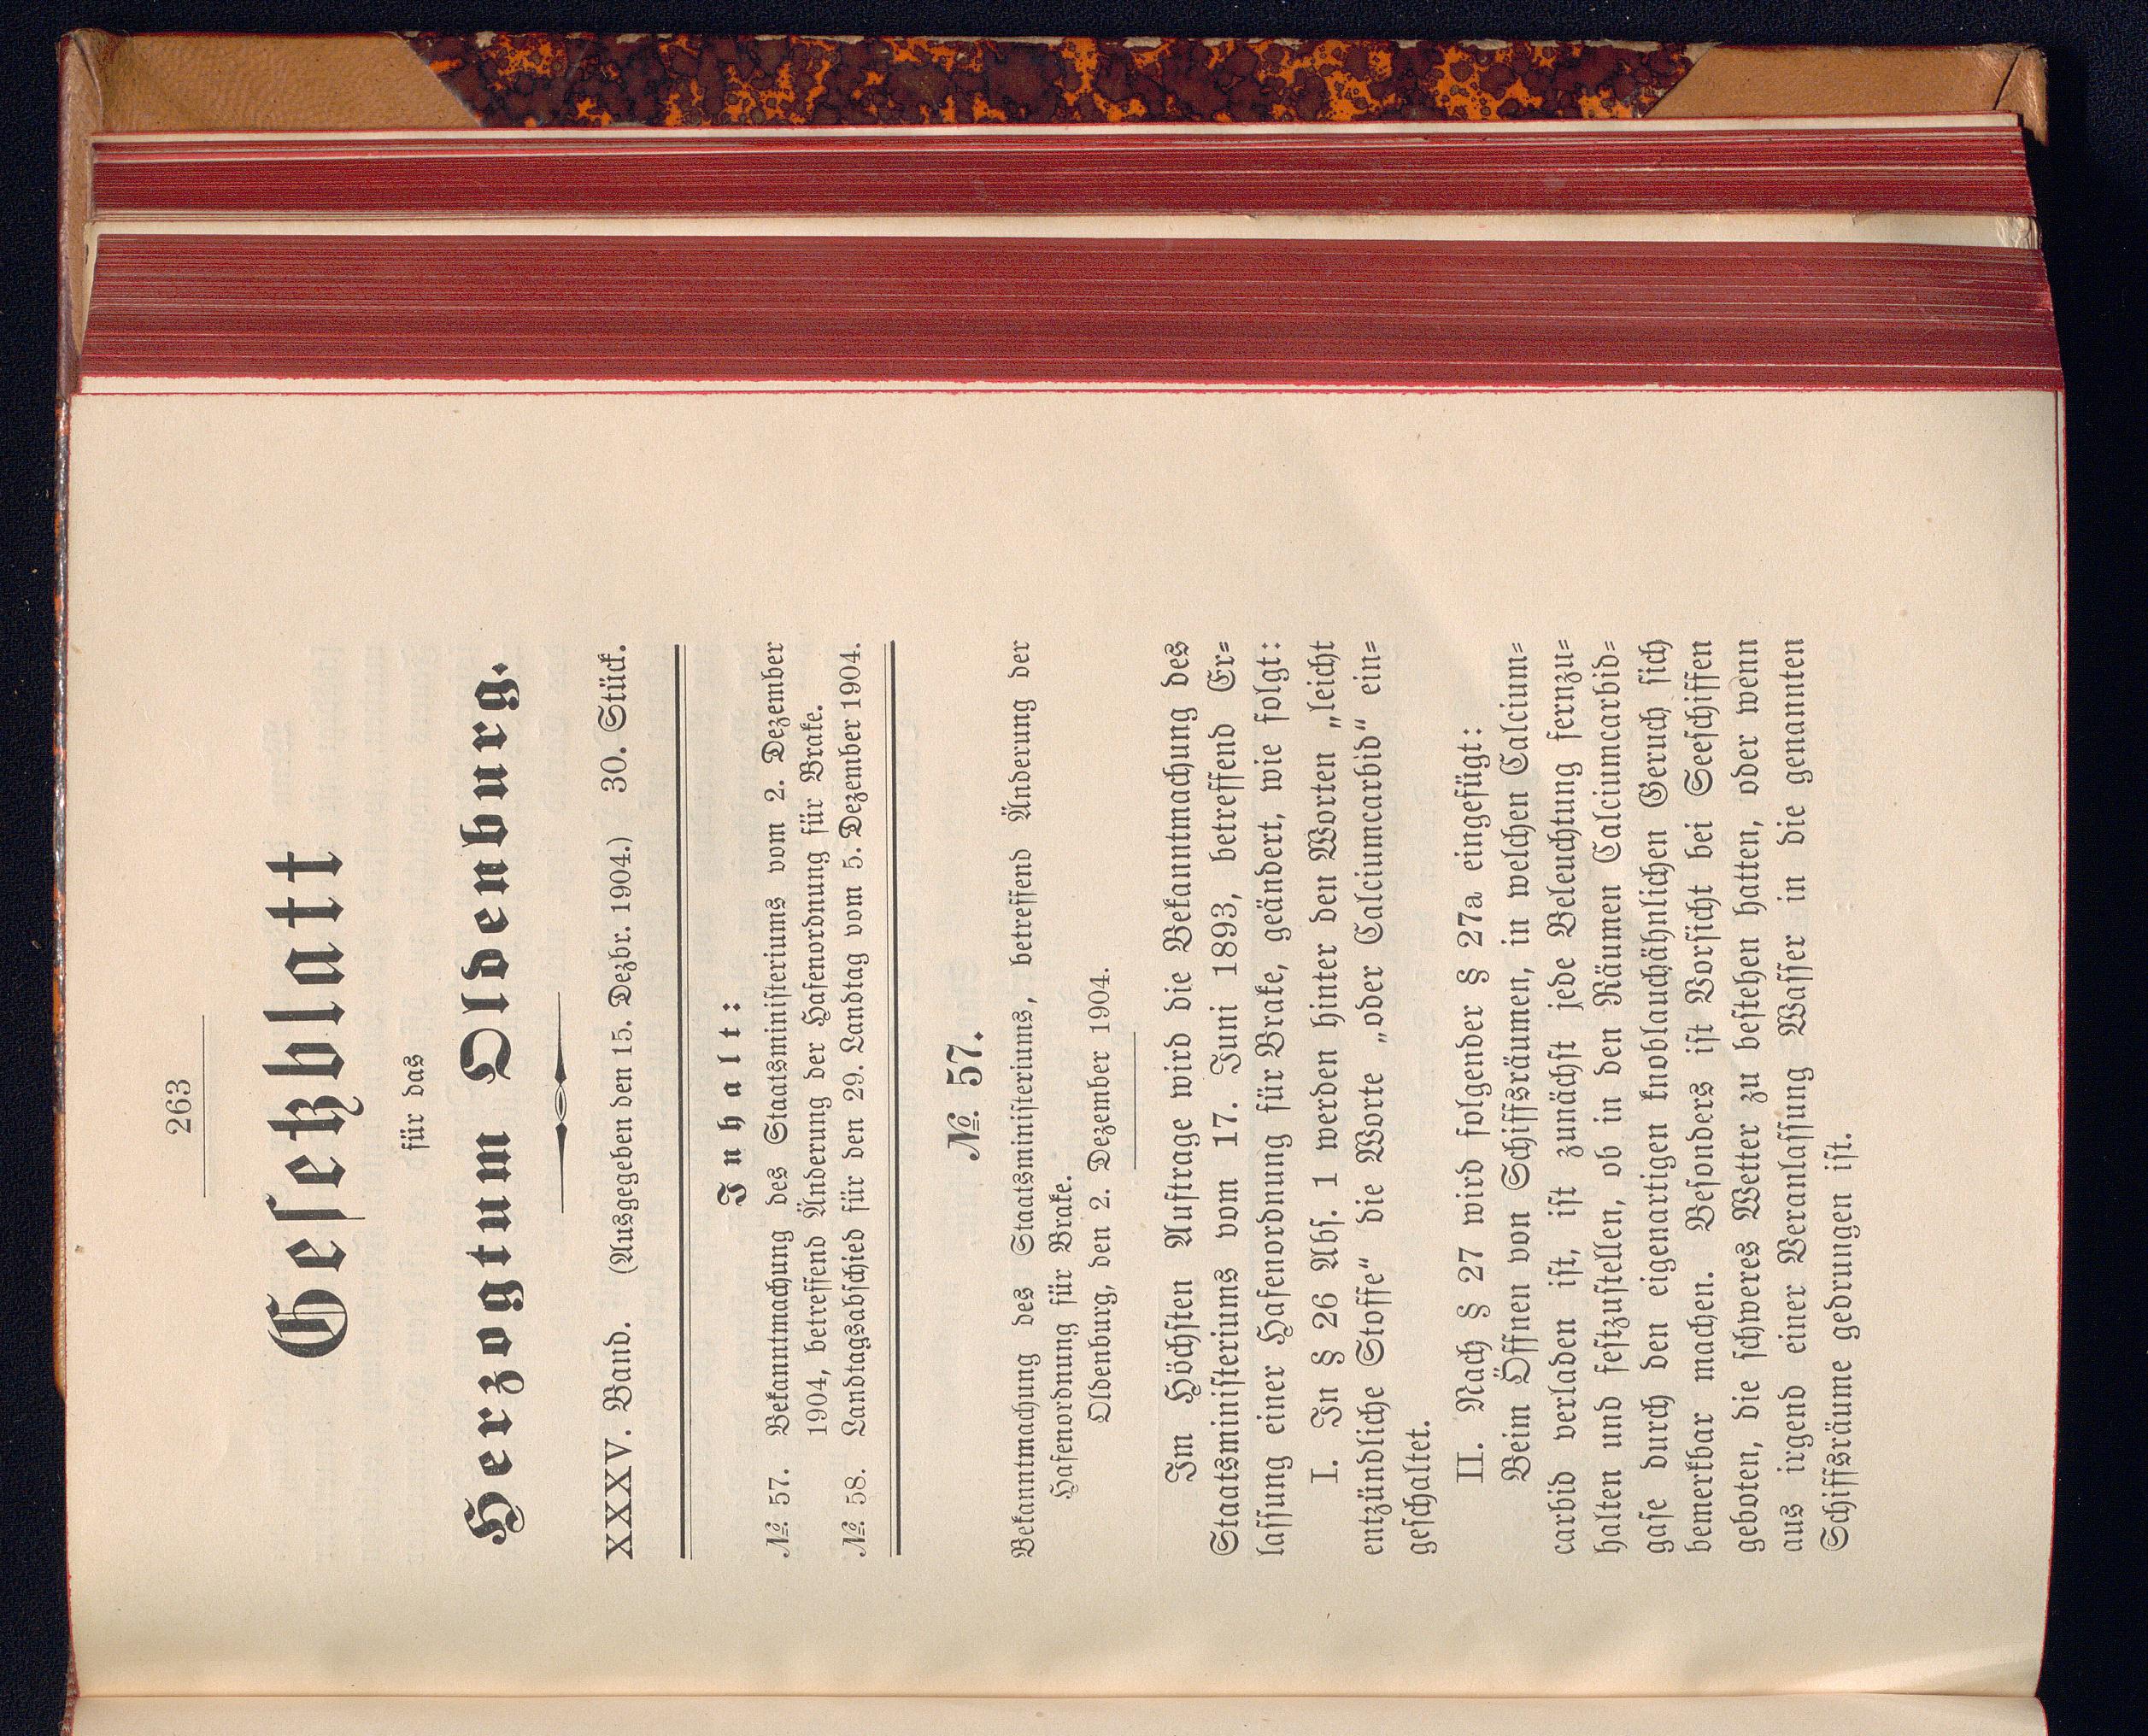 263
Gesetzblatt
für das
Herzogtum Oldenburg.
XXXV. Band. (Ausgegeben den 15. Dezbr. 1904.) 30. Stück.
Inhalt:
№. 57. Bekanntmachung des Staatsministeriums vom 2. Dezember
1904, betreffend Änderung der Hafenordnung für Brake.
№. 58. Landtagsabschied für den 29. Landtag vom 5. Dezember 1904.
№. 57.
Bekanntmachung des Staatsministeriums, betreffend Änderung der
Hafenordnung für Brake.
Oldenburg, den 2. Dezember 1904.
Im Höchsten Auftrage wird die Bekanntmachung des
Staatsministeriums vom 17. Juni 1893, betreffend Er-
lassung einer Hafenordnung für Brake, geändert, wie folgt:
I. In § 26 Abs. 1 werden hinter den Worten „leicht
entzündliche Stoffe“ die Worte „oder Calciumcarbid“ ein-
geschaltet.
II. Nach § 27 wird folgender § 27a eingefügt:
Beim Öffnen von Schiffsräumen, in welchen Calcium-
carbid verladen ist, ist zunächst jede Beleuchtung fernzu-
halten und festzustellen, ob in den Räumen Calciumcarbid-
gase durch den eigenartigen knoblauchähnlichen Geruch sich
bemerkbar machen. Besonders ist Vorsicht bei Seeschiffen
geboten, die schweres Wetter zu bestehen hatten, oder wenn
aus irgend einer Veranlassung Wasser in die genannten
Schiffsräume gedrungen ist.